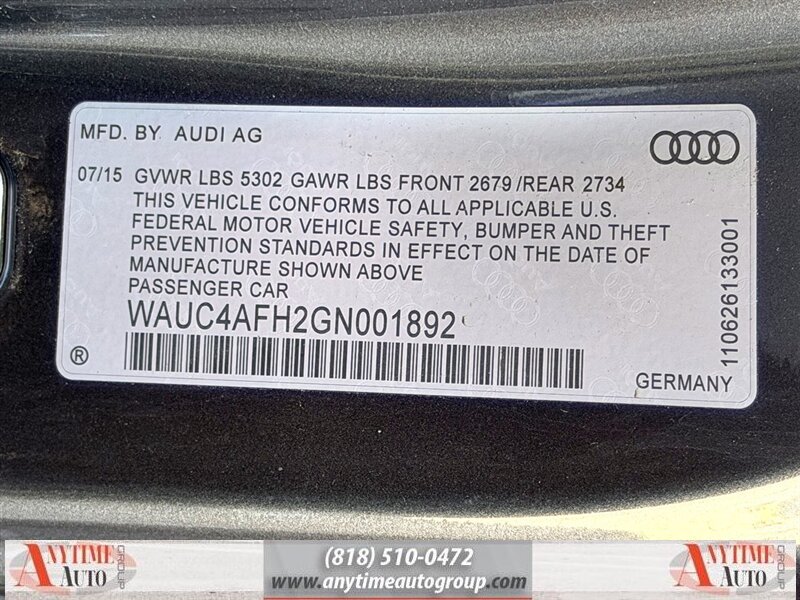 MFD. BY AUDI AG
07/15 GVWR LBS 5302 GAWR LBS FRONT 2679 /REAR 2734
THIS VEHICLE CONFORMS TO ALL APPLICABLE U.S.
FEDERAL MOTOR VEHICLE SAFETY, BUMPER AND THEFT
PREVENTION STANDARDS IN EFFECT ON THE DATE OF
MANUFACTURE SHOWN ABOVE
PASSENGER CAR
WAUC4AFH2GN001892
®
GERMANY
110626133001
ANYTIME AUTO GROUP
(818) 510-0472
www.anytimeautogroup.com
ANYTIME AUTO GROUP